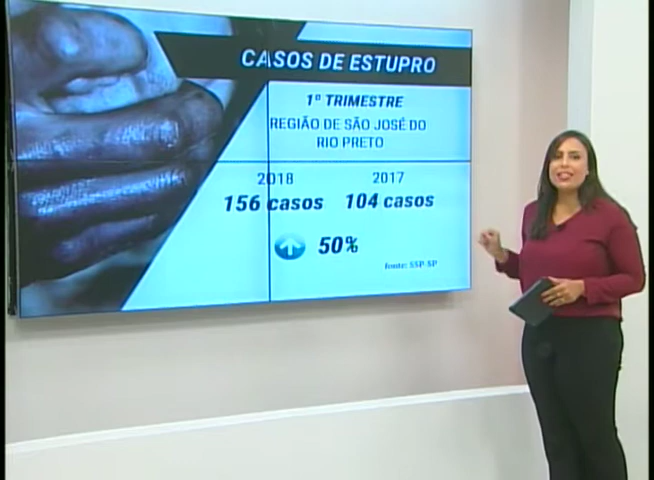 CASOS DE ESTUPRO
1º TRIMESTRE
REGIÃO DE SÃO JOSÉ DO
RIO PRETO
2018 2017
156 casos 104 casos
50%
fonte: SSP-SP